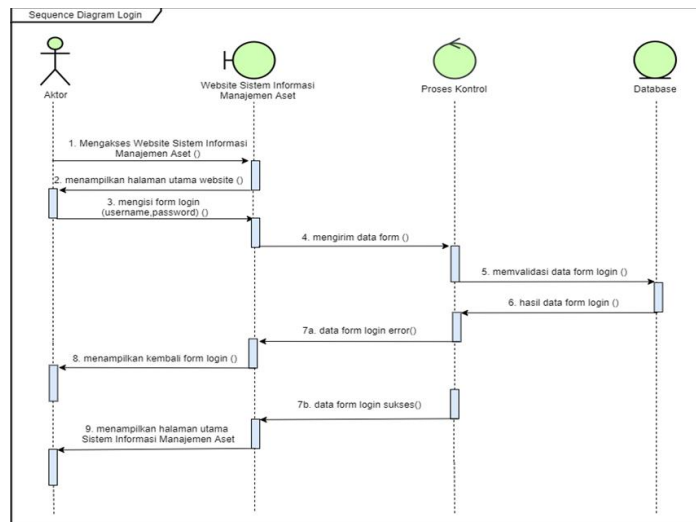 Sequence Diagram Login
Aktor
Website Sistem Informasi
Manajemen Aset
Proses Kontrol
Database
1. Mengakses Website Sistem Informasi
Manajemen Aset ()
2. menampilkan halaman utama website ()
3. mengisi form login
(username,password) ()
4. mengirim data form ()
5. memvalidasi data form login ()
6. hasil data form login ()
7a. data form login error()
8. menampilkan kembali form login ()
7b. data form login sukses()
9. menampilkan halaman utama
Sistem Informasi Manajemen Aset